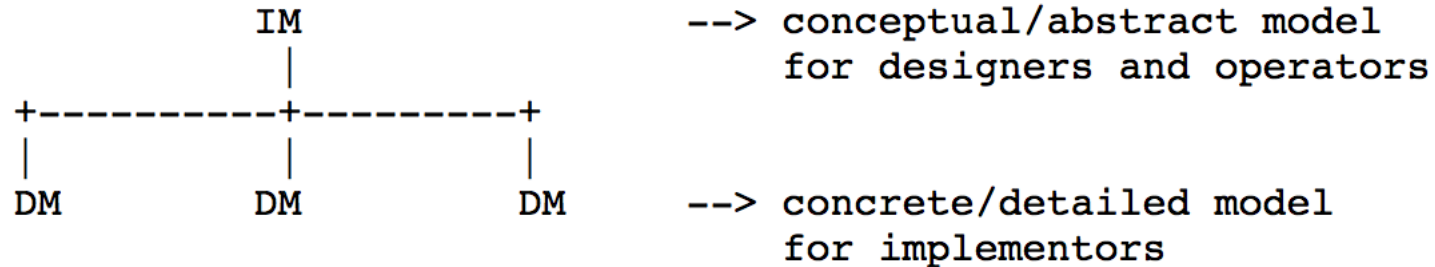 IM --> conceptual/abstract model
| for designers and operators
+----------+---------+
| | |
DM DM DM --> concrete/detailed model
for implementors